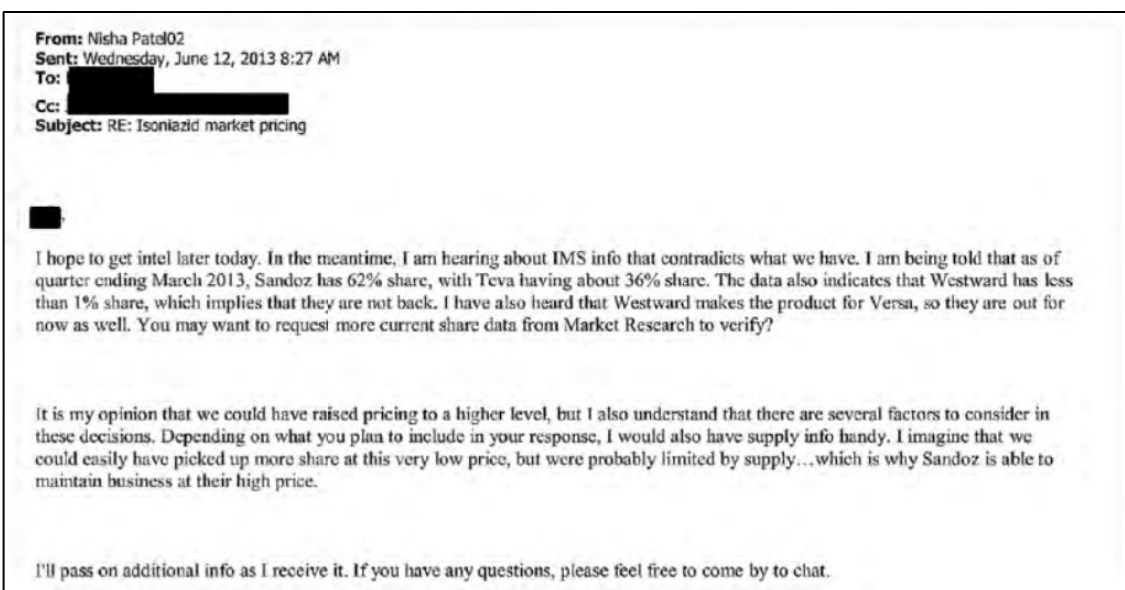 From: Nisha Patel02
Sent: Wednesday, June 12, 2013 8:27 AM
To:
Cc:
Subject: RE: Isoniazid market pricing
I hope to get intel later today. In the meantime, I am hearing about IMS info that contradicts what we have. I am being told that as of
quarter ending March 2013, Sandoz has 62% share, with Teva having about 36% share. The data also indicates that Westward has less
than 1% share, which implies that they are not back. I have also heard that Westward makes the product for Versa, so they are out for
now as well. You may want to request more current share data from Market Research to verify?
It is my opinion that we could have raised pricing to a higher level, but I also understand that there are several factors to consider in
these decisions. Depending on what you plan to include in your response, I would also have supply info handy. I imagine that we
could easily have picked up more share at this very low price, but were probably limited by supply…which is why Sandoz is able to
maintain business at their high price.
I'll pass on additional info as I receive it. If you have any questions, please feel free to come by to chat.